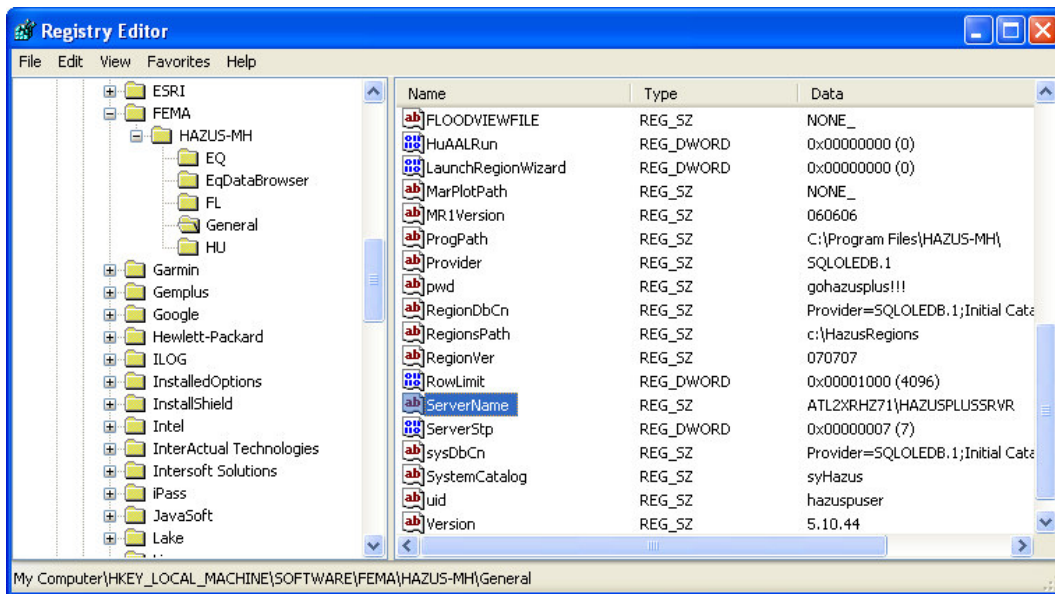 Registry Editor
File Edit View Favorites Help
ESRI
FEMA
HAZUS-MH
EQ
EqDataBrowser
FL
General
HU
Garmin
Gemplus
Google
Hewlett-Packard
ILOG
InstalledOptions
InstallShield
Intel
InterActual Technologies
Intersoft Solutions
iPass
JavaSoft
Lake
Name Type Data
FLOODVIEWFILE REG_SZ NONE_
HuAALRun REG_DWORD 0x00000000 (0)
LaunchRegionWizard REG_DWORD 0x00000000 (0)
MarPlotPath REG_SZ NONE_
MR1Version REG_SZ 060606
ProgPath REG_SZ C:\Program Files\HAZUS-MH\
Provider REG_SZ SQLOLEDB.1
pwd REG_SZ gohazusplus!!!
RegionDbCn REG_SZ Provider=SQLOLEDB.1;Initial Cata
RegionsPath REG_SZ c:\HazusRegions
RegionVer REG_SZ 070707
RowLimit REG_DWORD 0x00001000 (4096)
ServerName REG_SZ ATL2XRHZ71\HAZUSPLUSSRVR
ServerStp REG_DWORD 0x00000007 (7)
sysDbCn REG_SZ Provider=SQLOLEDB.1;Initial Cata
SystemCatalog REG_SZ syHazus
uid REG_SZ hazuspuser
Version REG_SZ 5.10.44
My Computer\HKEY_LOCAL_MACHINE\SOFTWARE\FEMA\HAZUS-MH\General